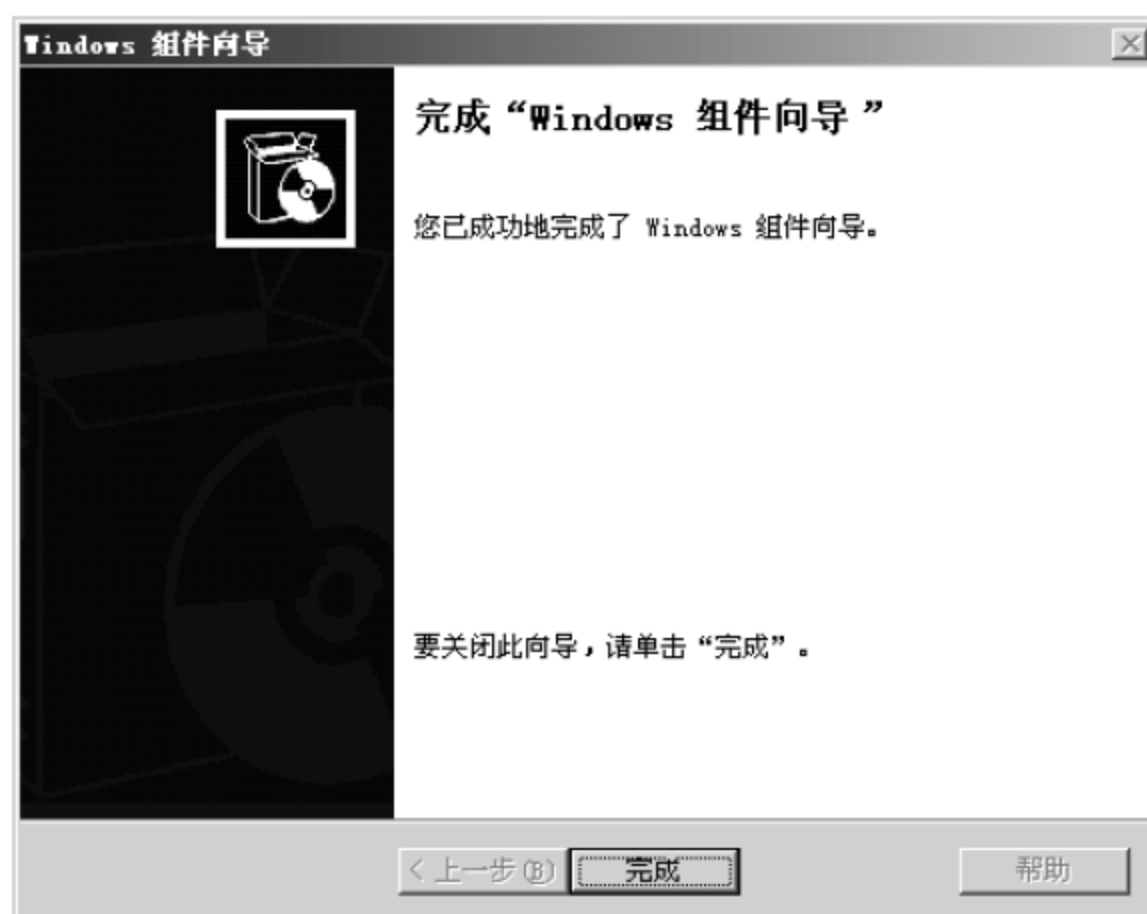 Windows 组件向导
完成“Windows 组件向导”
您已成功地完成了 Windows 组件向导。
要关闭此向导，请单击“完成”。
< 上一步(B)
完成
帮助